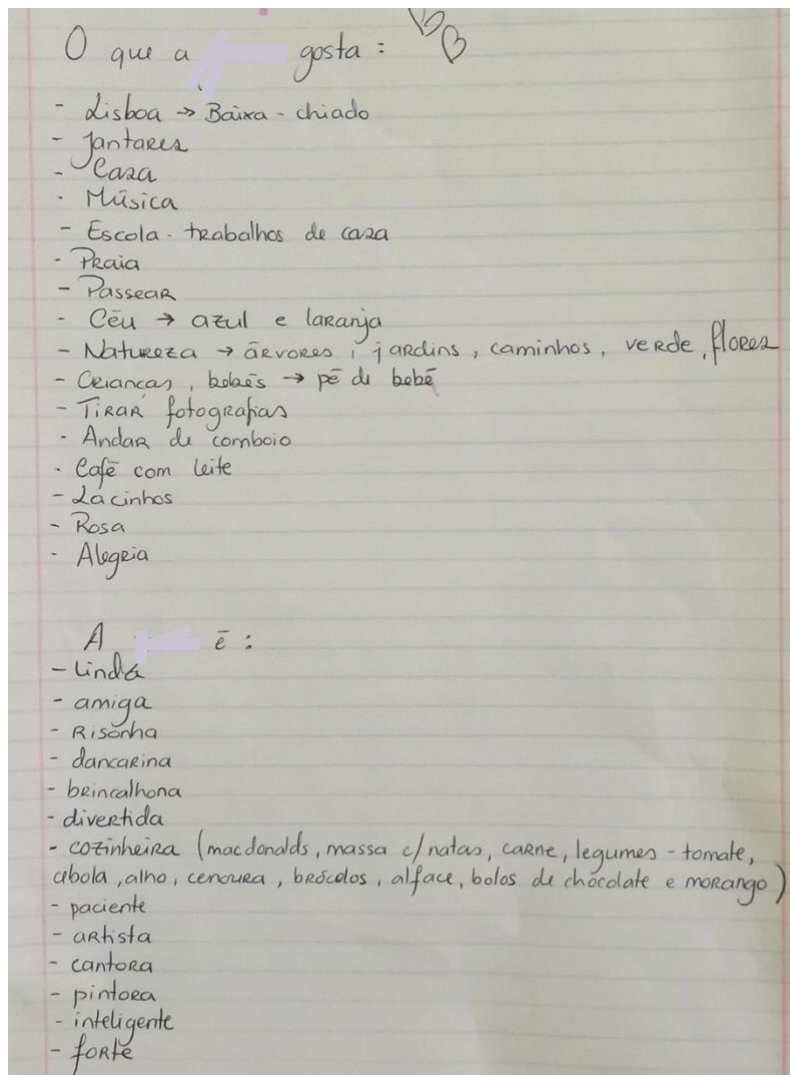 O que a gosta :
- Lisboa → Baixa - chiado
- Jantares
- Casa
- Música
- Escola - trabalhos de casa
- Praia
- Passear
- Céu → azul e laranja
- Natureza → árvores, jardins, caminhos, verde, flores
- Criancas, bebés → pé de bebé
- Tirar fotografias
- Andar de comboio
- Café com leite
- Lacinhos
- Rosa
- Alegria
A é :
- linda
- amiga
- Risonha
- dancarina
- brincalhona
- divertida
- cozinheira (macdonalds, massa c/ natas, carne, legumes - tomate,
cebola, alho, cenoura, brócolos, alface, bolos de chocolate e morango)
- paciente
- artista
- cantora
- pintora
- inteligente
- forte